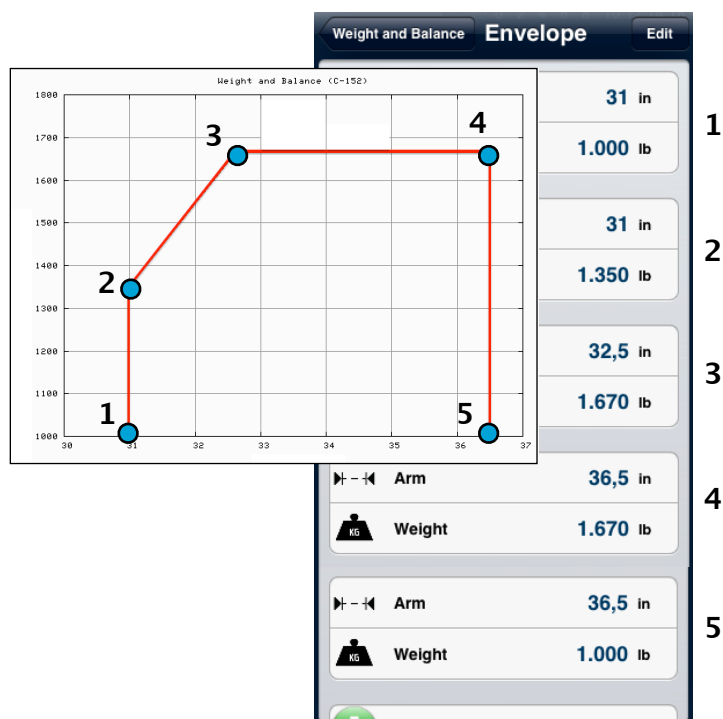 Weight and Balance
Envelope
Edit
Weight and Balance (C-152)
1800
1700
1600
1500
1400
1300
1200
1100
1000
30 31 32 33 34 35 36 37
1
2
3
4
5
31 in
1.000 lb
1
31 in
1.350 lb
2
32,5 in
1.670 lb
3
Arm 36,5 in
KG Weight 1.670 lb
4
Arm 36,5 in
KG Weight 1.000 lb
5